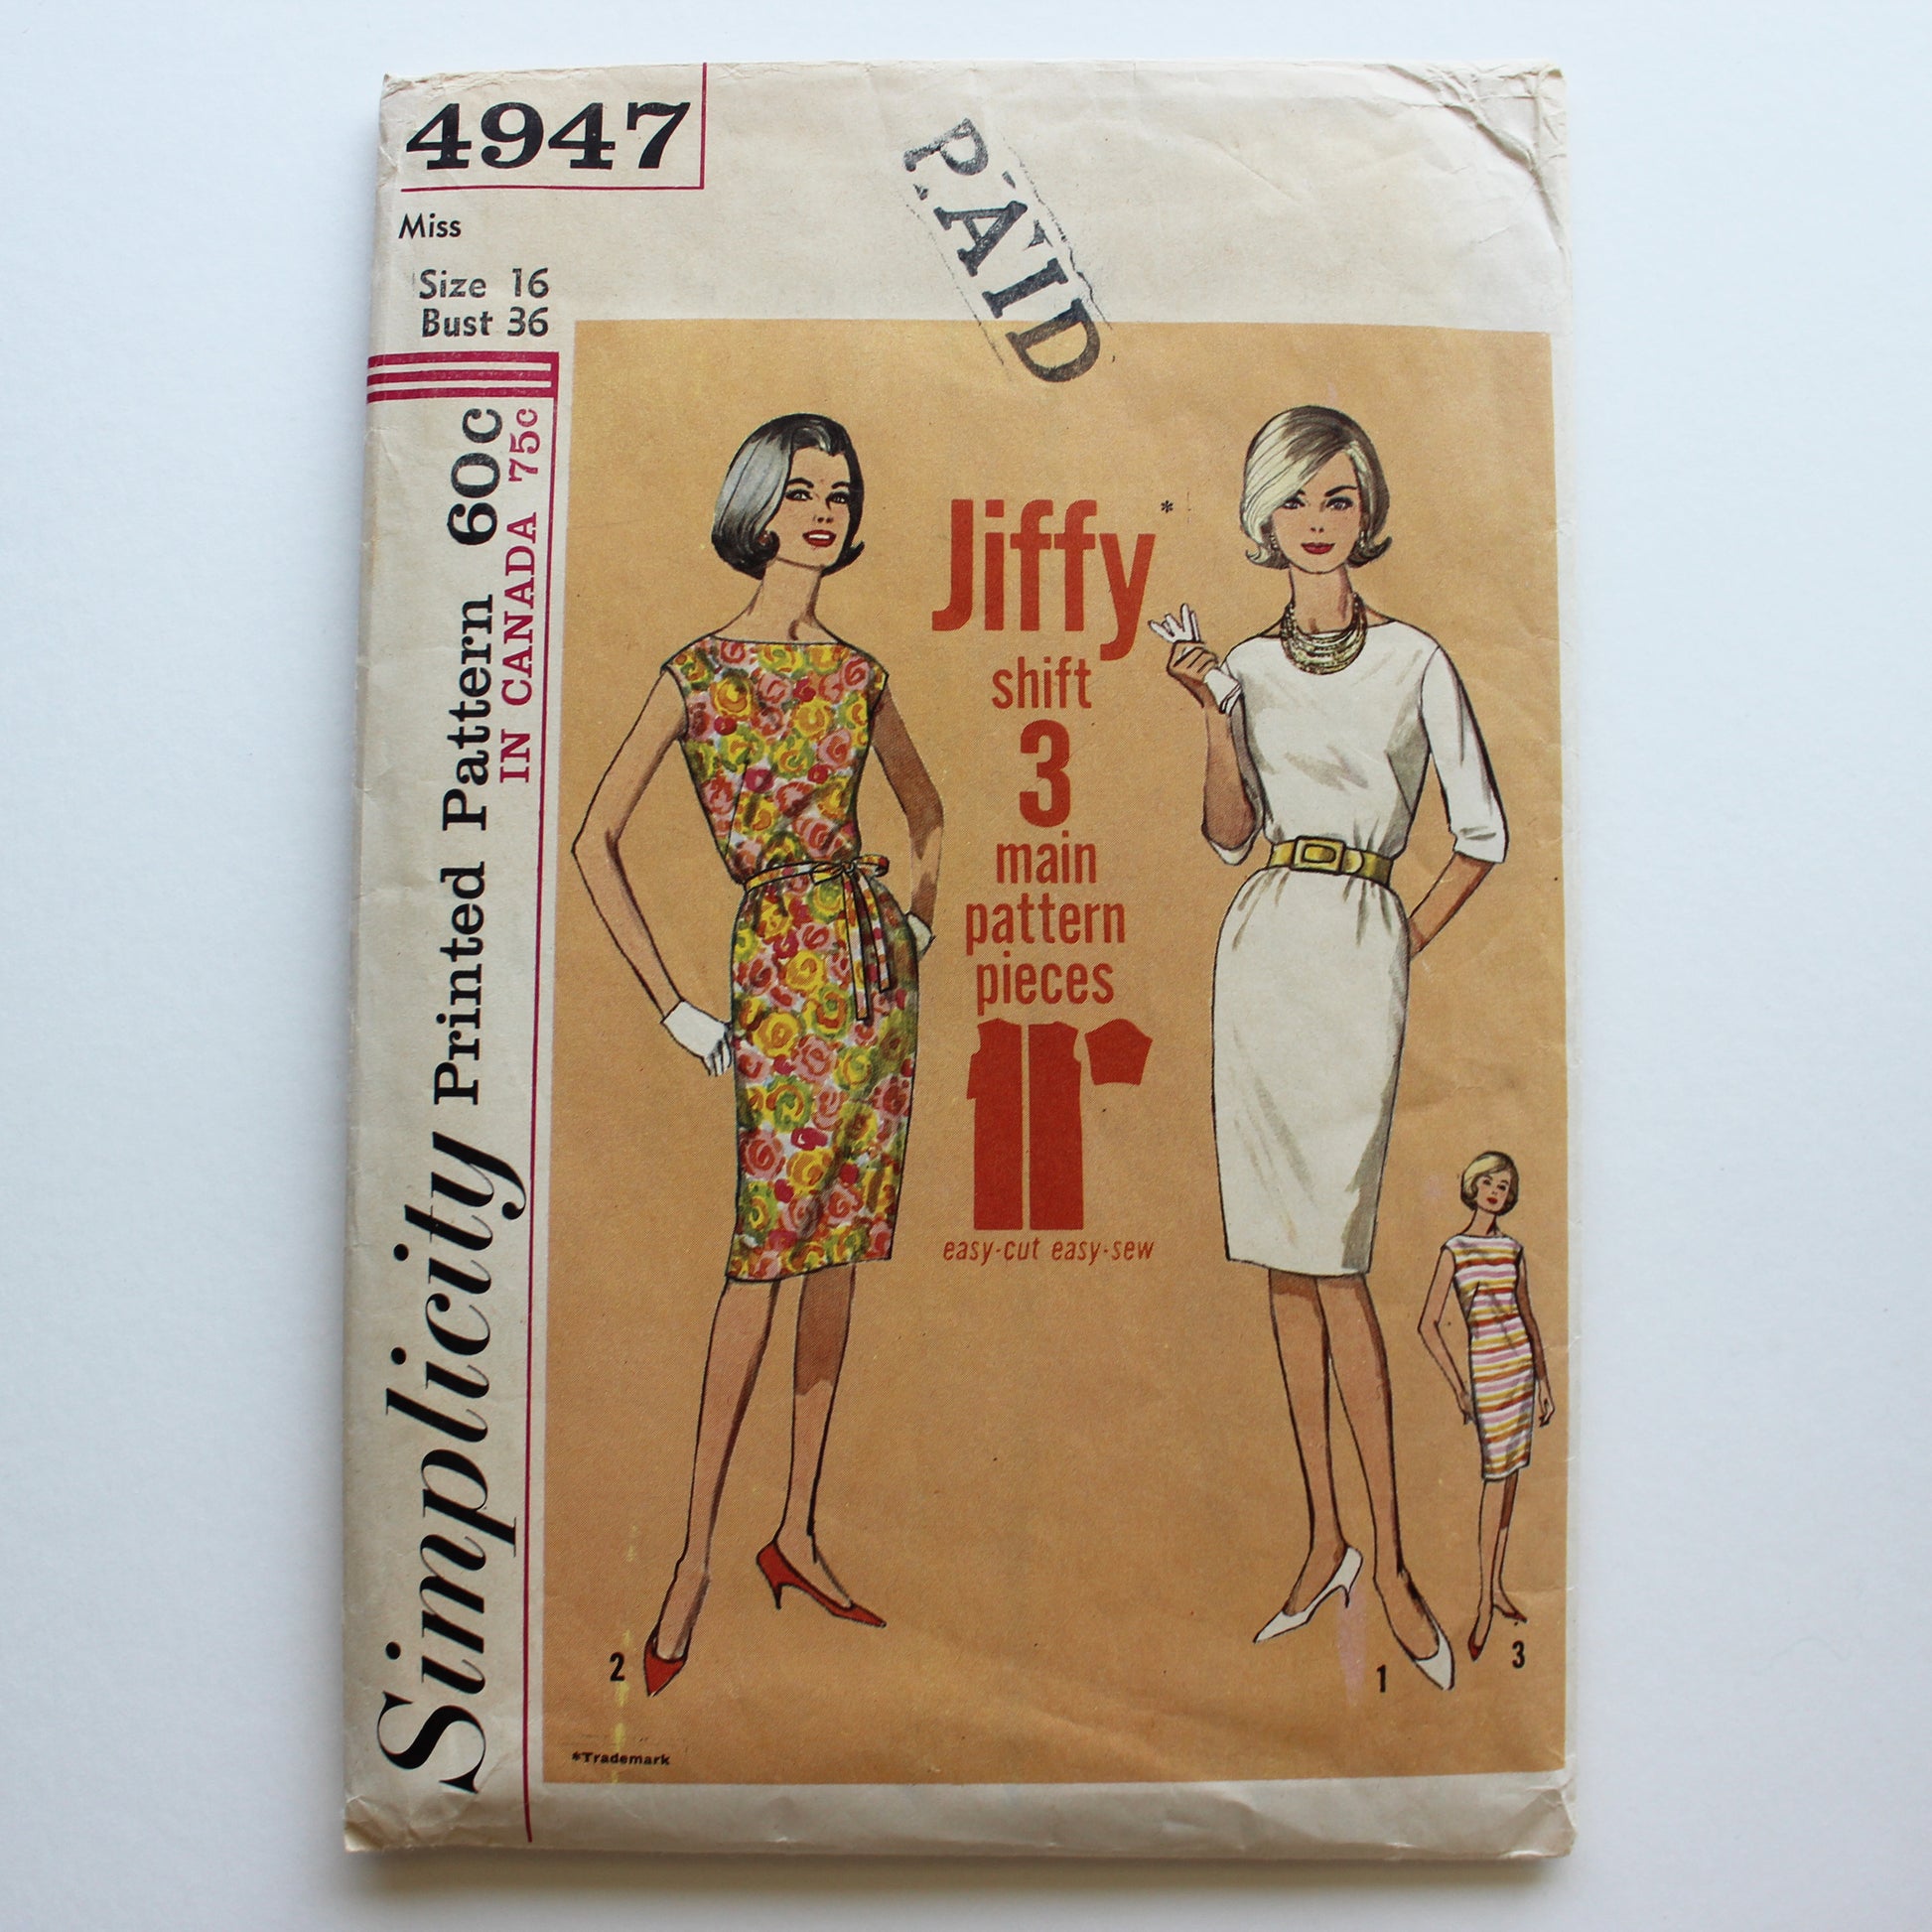 4947
Miss
Size 16
Bust 36
PAID
Simplicity Printed Pattern 60c
IN CANADA 75c
Jiffy*
shift
3
main
pattern
pieces
easy-cut easy-sew
2
1
3
*Trademark